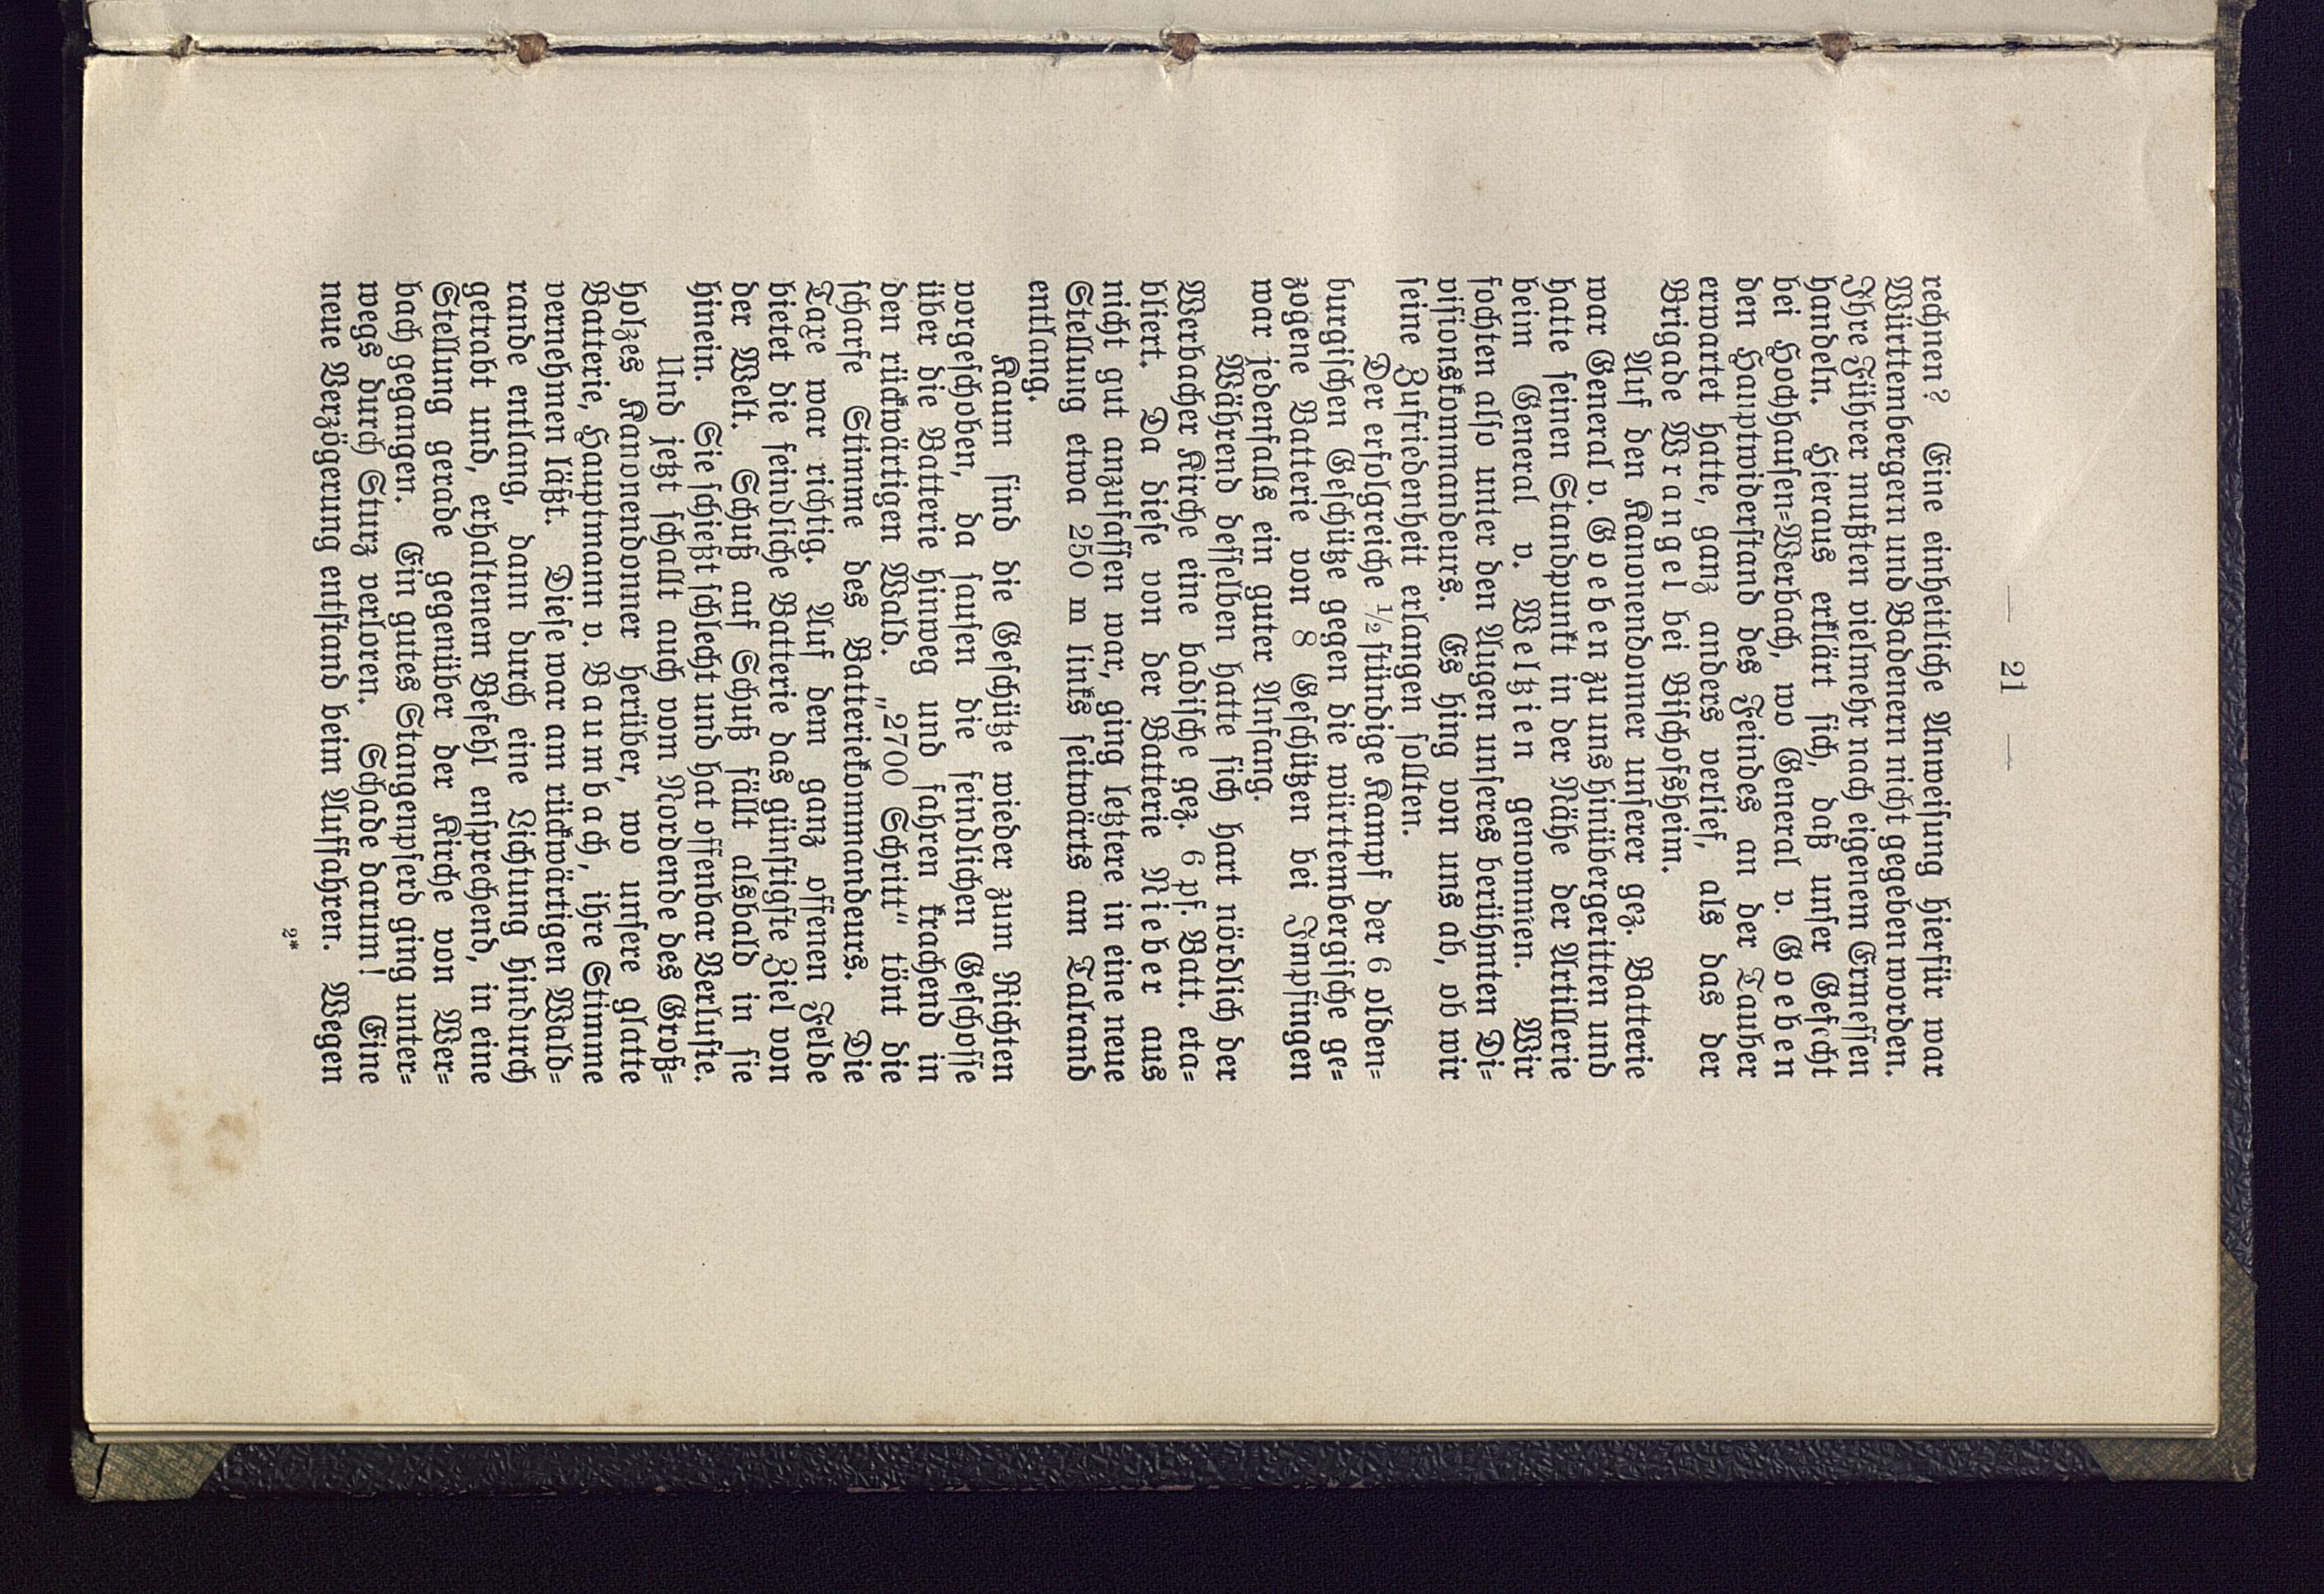 — 21 —
rechnen? Eine einheitliche Anweisung hierfür war
Württembergern und Badenern nicht gegeben worden.
Ihre Führer mußten vielmehr nach eigenem Ermessen
handeln. Hieraus erklärt sich, daß unser Gefecht
bei Hochhausen-Werbach, wo General v. Goeben
den Hauptwiderstand des Feindes an der Tauber
erwartet hatte, ganz anders verlief, als das der
Brigade Wrangel bei Bischofsheim.
Auf den Kanonendonner unserer gez. Batterie
war General v. Goeben zu uns hinübergeritten und
hatte seinen Standpunkt in der Nähe der Artillerie
beim General v. Weltzien genommen. Wir
fochten also unter den Augen unseres berühmten Di-
visionskommandeurs. Es hing von uns ab, ob wir
seine Zufriedenheit erlangen sollten.
Der erfolgreiche ½stündige Kampf der 6 olden-
burgischen Geschütze gegen die württembergische ge-
zogene Batterie von 8 Geschützen bei Impfingen
war jedenfalls ein guter Anfang.
Während desselben hatte sich hart nördlich der
Werbacher Kirche eine badische gez. 6 pf. Batt. eta-
bliert. Da diese von der Batterie Nieber aus
nicht gut anzufassen war, ging letztere in eine neue
Stellung etwa 250 m links seitwärts am Talrand
entlang.
Kaum sind die Geschütze wieder zum Richten
vorgeschoben, da sausen die feindlichen Geschosse
über die Batterie hinweg und fahren krachend in
den rückwärtigen Wald. „2700 Schritt“ tönt die
scharfe Stimme des Batteriekommandeurs. Die
Taxe war richtig. Auf dem ganz offenen Felde
bietet die feindliche Batterie das günstigste Ziel von
der Welt. Schuß auf Schuß fällt alsbald in sie
hinein. Sie schießt schlecht und hat offenbar Verluste.
Und jetzt schallt auch vom Nordende des Groß-
holzes Kanonendonner herüber, wo unsere glatte
Batterie, Hauptmann v. Baumbach, ihre Stimme
vernehmen läßt. Diese war am rückwärtigen Wald-
rande entlang, dann durch eine Lichtung hindurch
getrabt und, erhaltenem Befehl ensprechend, in eine
Stellung gerade gegenüber der Kirche von Wer-
bach gegangen. Ein gutes Stangenpferd ging unter-
wegs durch Sturz verloren. Schade darum! Eine
neue Verzögerung entstand beim Auffahren. Wegen
2*